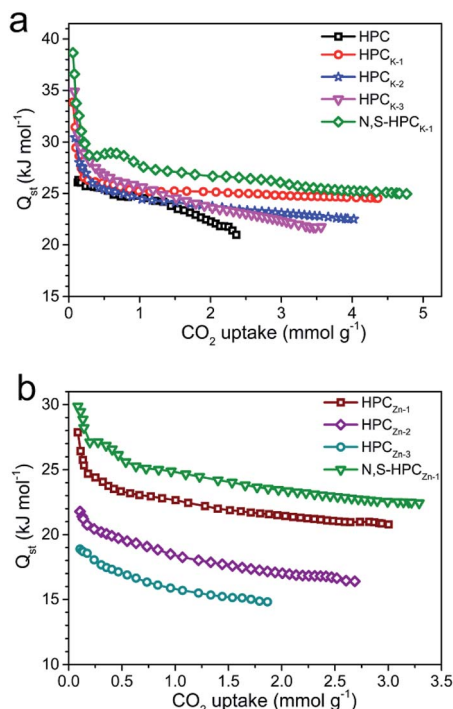 a
HPC
HPC_K-1
HPC_K-2
HPC_K-3
N,S-HPC_K-1
40
35
30
25
20
15
Q_st (kJ mol⁻¹)
0 1 2 3 4 5
CO₂ uptake (mmol g⁻¹)
b
HPC_Zn-1
HPC_Zn-2
HPC_Zn-3
N,S-HPC_Zn-1
30
25
20
15
10
Q_st (kJ mol⁻¹)
0.0 0.5 1.0 1.5 2.0 2.5 3.0 3.5
CO₂ uptake (mmol g⁻¹)